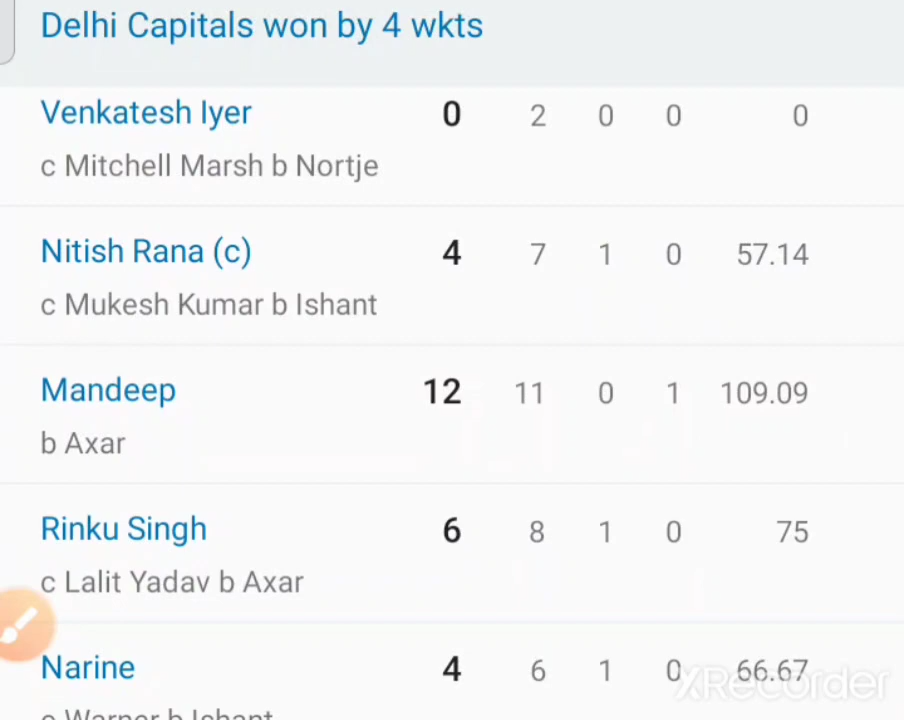 Delhi Capitals won by 4 wkts
Venkatesh Iyer 0 2 0 0 0
c Mitchell Marsh b Nortje
Nitish Rana (c) 4 7 1 0 57.14
c Mukesh Kumar b Ishant
Mandeep 12 11 0 1 109.09
b Axar
Rinku Singh 6 8 1 0 75
c Lalit Yadav b Axar
Narine 4 6 1 0 66.67
XRecorder
c Warner b Ishant